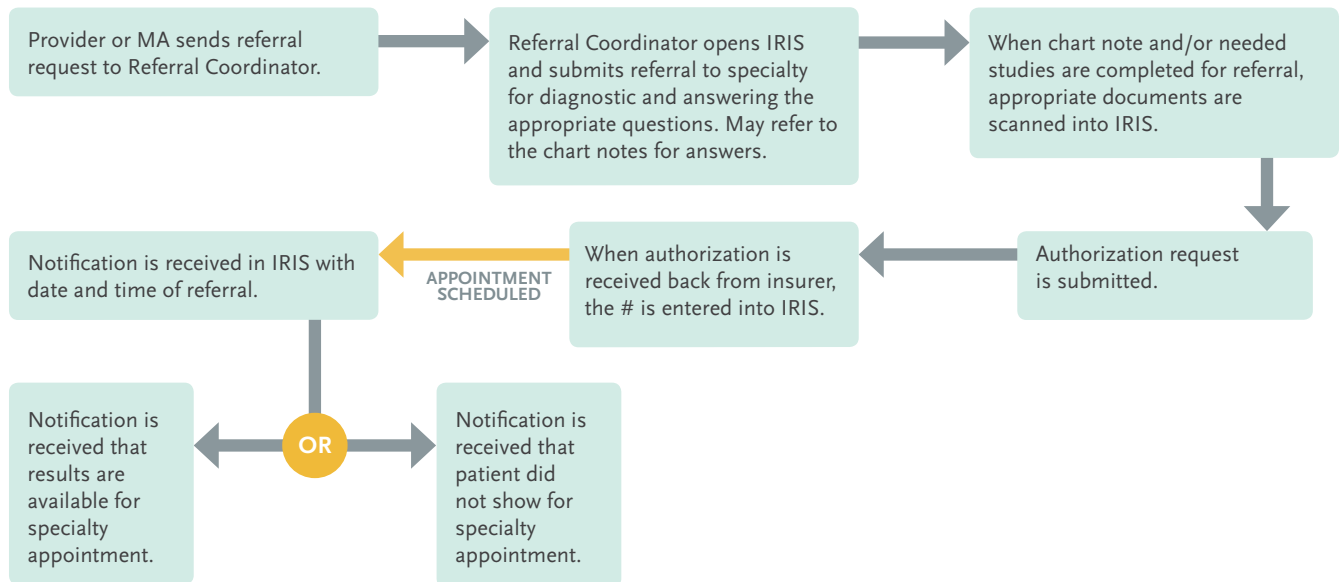 Provider or MA sends referral
request to Referral Coordinator.
Referral Coordinator opens IRIS
and submits referral to specialty
for diagnostic and answering the
appropriate questions. May refer to
the chart notes for answers.
When chart note and/or needed
studies are completed for referral,
appropriate documents are
scanned into IRIS.
Authorization request
is submitted.
When authorization is
received back from insurer,
the # is entered into IRIS.
APPOINTMENT
SCHEDULED
Notification is received in IRIS with
date and time of referral.
OR
Notification is
received that
results are
available for
specialty
appointment.
Notification is
received that
patient did
not show for
specialty
appointment.